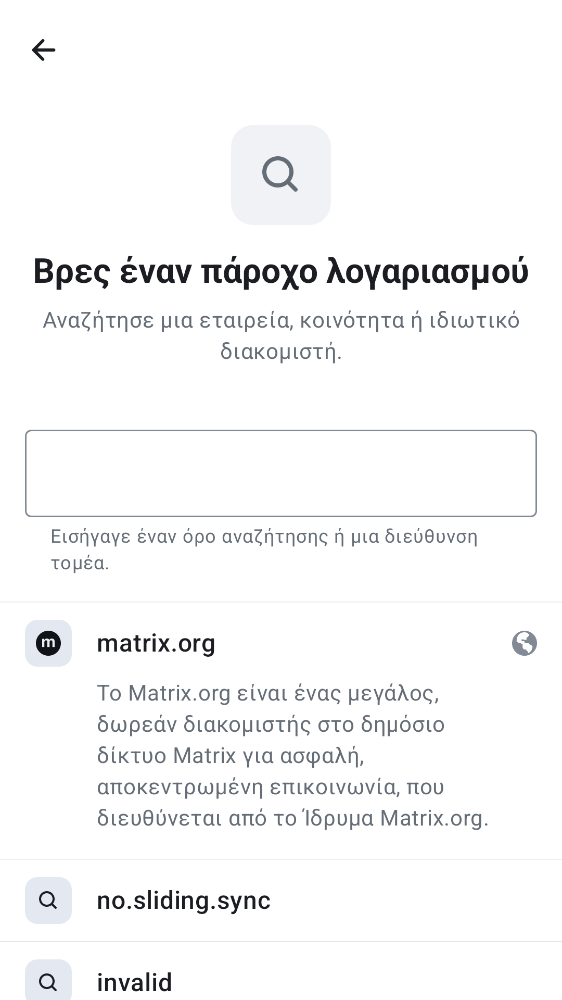 Βρες έναν πάροχο λογαριασμού
Αναζήτησε μια εταιρεία, κοινότητα ή ιδιωτικό
διακομιστή.
Εισήγαγε έναν όρο αναζήτησης ή μια διεύθυνση
τομέα.
m
matrix.org
Το Matrix.org είναι ένας μεγάλος,
δωρεάν διακομιστής στο δημόσιο
δίκτυο Matrix για ασφαλή,
αποκεντρωμένη επικοινωνία, που
διευθύνεται από το Ίδρυμα Matrix.org.
no.sliding.sync
invalid